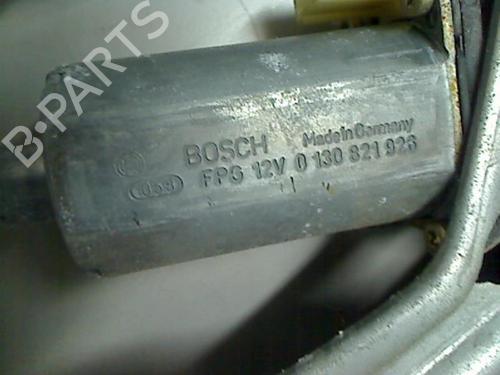 B-PARTS
BOSCH Made in Germany
FPG 12V 0 130 821 926